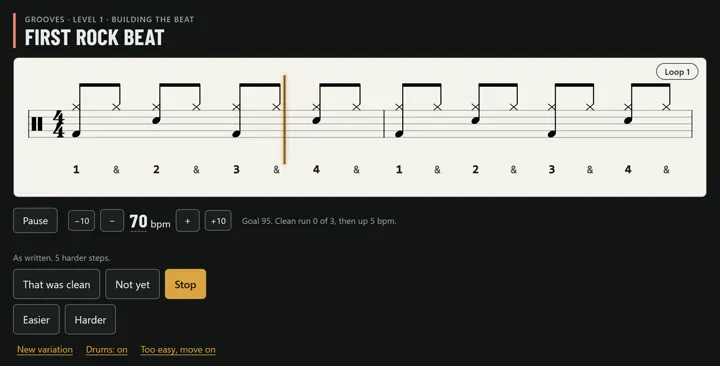 GROOVES · LEVEL 1 · BUILDING THE BEAT
FIRST ROCK BEAT
Loop 1
4
4
1 & 2 & 3 & 4 & 1 & 2 & 3 & 4 &
Pause −10 − 70 bpm + +10 Goal 95. Clean run 0 of 3, then up 5 bpm.
As written. 5 harder steps.
That was clean Not yet Stop
Easier Harder
New variation Drums: on Too easy, move on